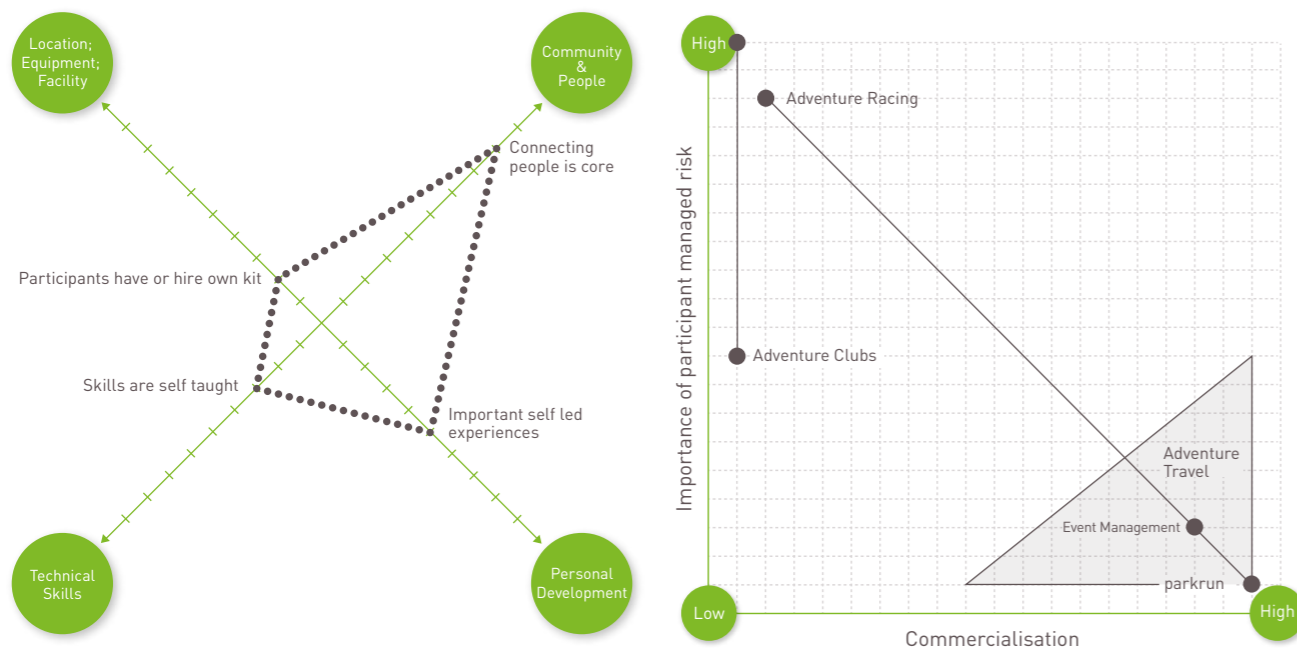 Location;
Equipment;
Facility
Community
&
People
Connecting
people is core
Participants have or hire own kit
Skills are self taught
Important self led
experiences
Technical
Skills
Personal
Development
High
Adventure Racing
Importance of participant managed risk
Adventure Clubs
Adventure
Travel
Event Management
parkrun
Low
High
Commercialisation